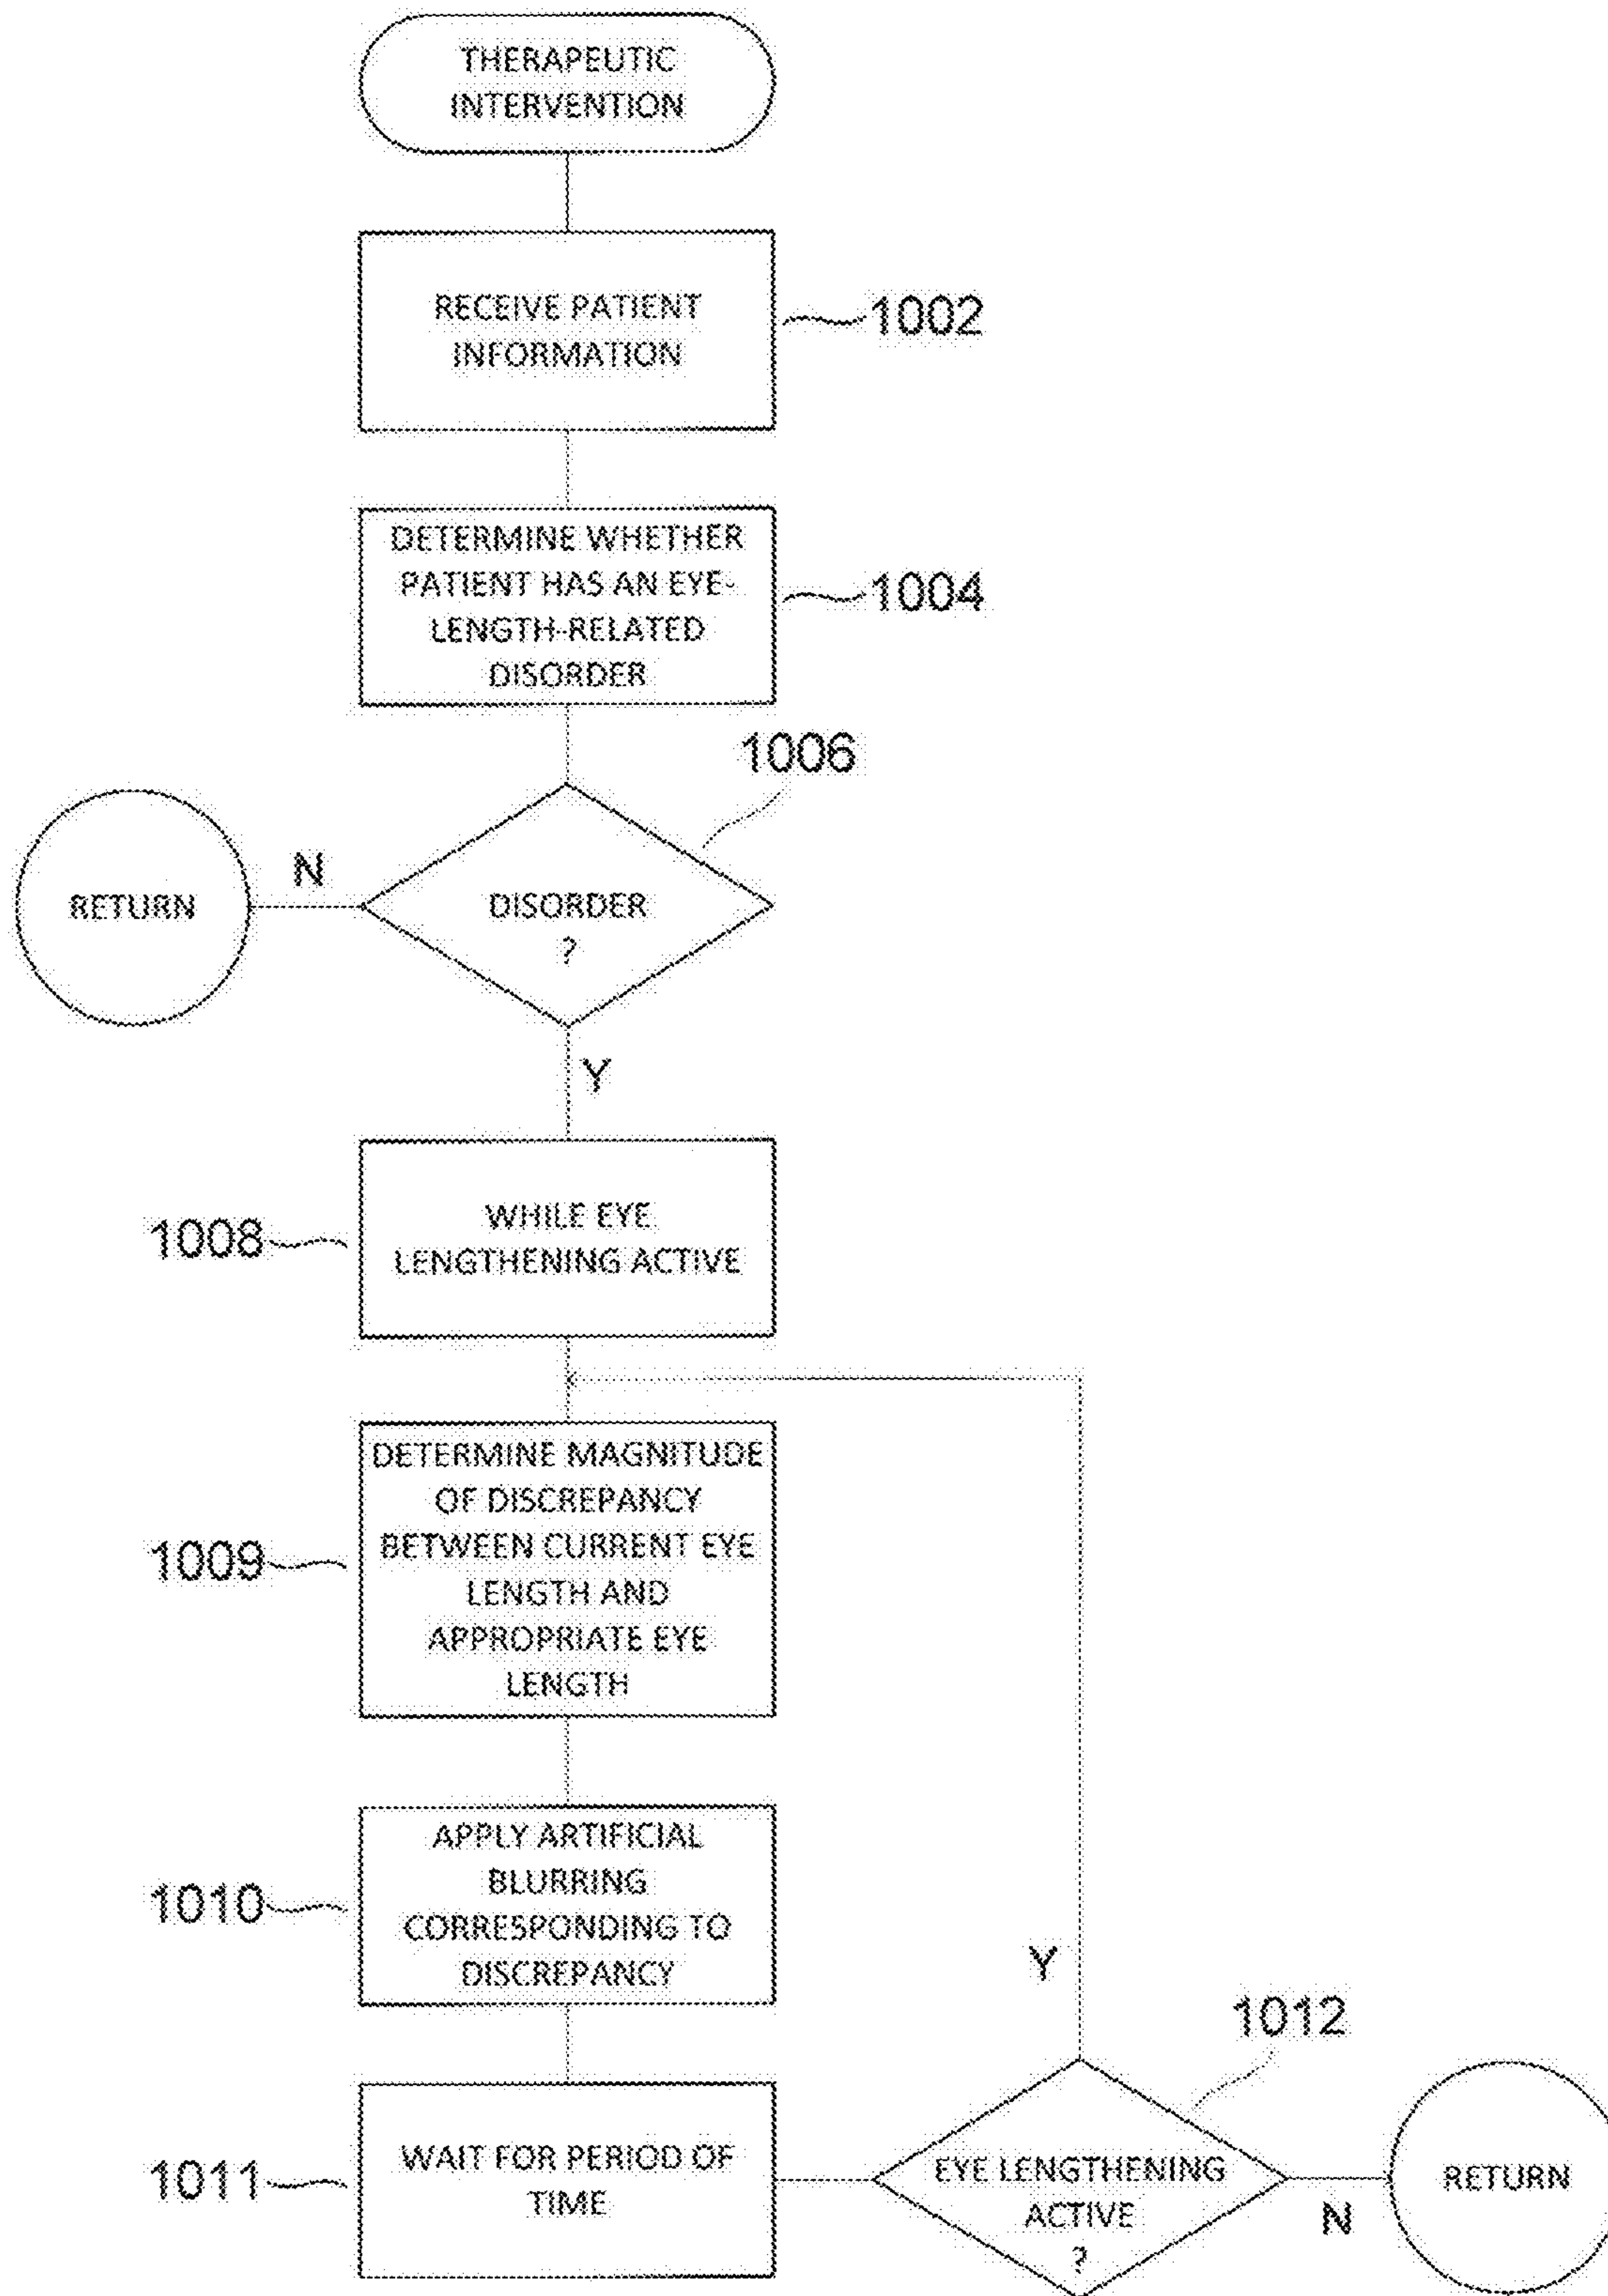 THERAPEUTIC
INTERVENTION
RECEIVE PATIENT
INFORMATION
1002
DETERMINE WHETHER
PATIENT HAS AN EYE-
LENGTH-RELATED
DISORDER
1004
1006
RETURN
N
DISORDER
?
Y
WHILE EYE
LENGTHENING ACTIVE
1008
DETERMINE MAGNITUDE
OF DISCREPANCY
BETWEEN CURRENT EYE
LENGTH AND
APPROPRIATE EYE
LENGTH
1009
APPLY ARTIFICIAL
BLURRING
CORRESPONDING TO
DISCREPANCY
1010
Y
1012
WAIT FOR PERIOD OF
TIME
1011
EYE LENGTHENING
ACTIVE
?
N
RETURN